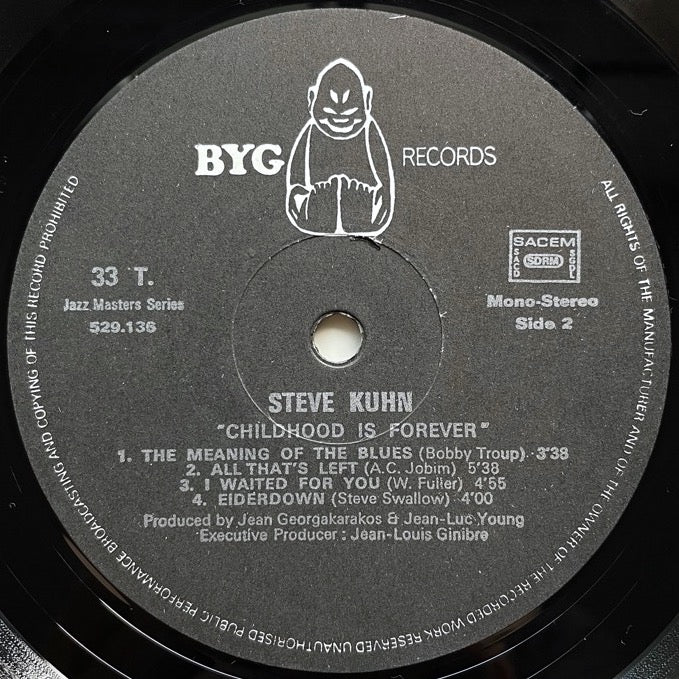 BYG RECORDS
33 T.
Jazz Masters Series
529.136
SACEM
SACD SDRM SGDL
Mono-Stereo
Side 2
STEVE KUHN
"CHILDHOOD IS FOREVER"
1. THE MEANING OF THE BLUES (Bobby Troup) 3'38
2. ALL THAT'S LEFT (A.C. Jobim) 5'38
3. I WAITED FOR YOU (W. Fuller) 4'55
4. EIDERDOWN (Steve Swallow) 4'00
Produced by Jean Georgakarakos & Jean-Luc Young
Executive Producer : Jean-Louis Ginibre
ALL RIGHTS OF THE MANUFACTURER AND OF THE OWNER OF THE RECORDED WORK RESERVED UNAUTHORISED PUBLIC PERFORMANCE BROADCASTING AND COPYING OF THIS RECORD PROHIBITED